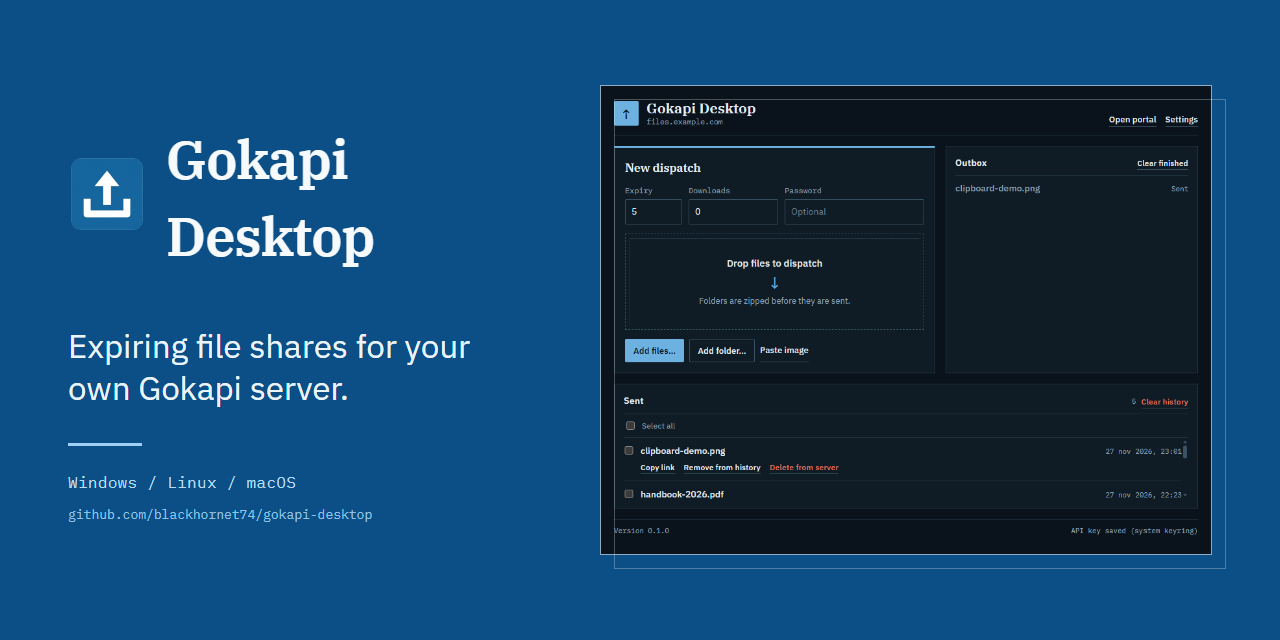 Gokapi
Desktop
Expiring file shares for your
own Gokapi server.
Windows / Linux / macOS
github.com/blackhornet74/gokapi-desktop
Gokapi Desktop
files.example.com
Open portal Settings
New dispatch
Expiry Downloads Password
5 0 Optional
Drop files to dispatch
↓
Folders are zipped before they are sent.
Add files... Add folder... Paste image
Outbox Clear finished
clipboard-demo.png Sent
Sent 5 Clear history
Select all
clipboard-demo.png 27 nov 2026, 23:01
Copy link Remove from history Delete from server
handbook-2026.pdf 27 nov 2026, 22:23
Version 0.1.0 API key saved (system keyring)